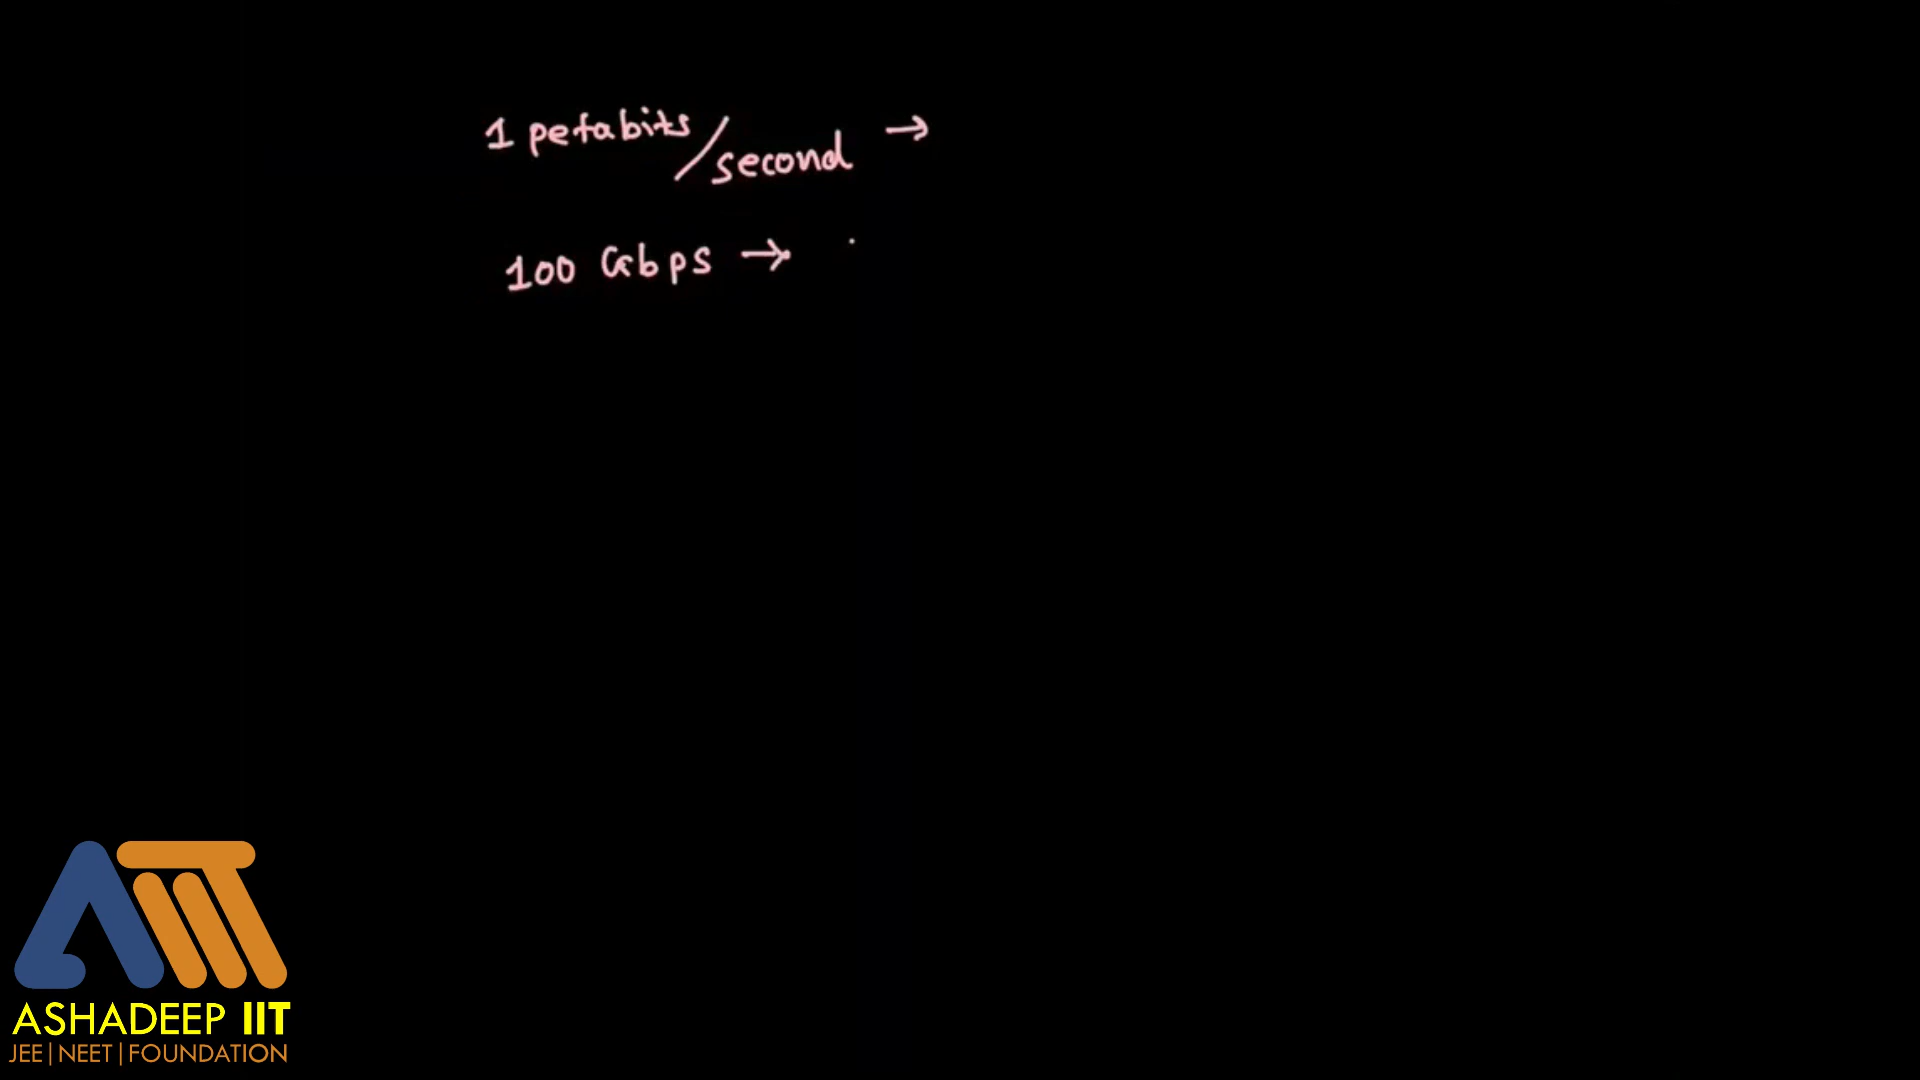 1 petabits/second →
100 Gbps →
ASHADEEP IIT
JEE|NEET|FOUNDATION